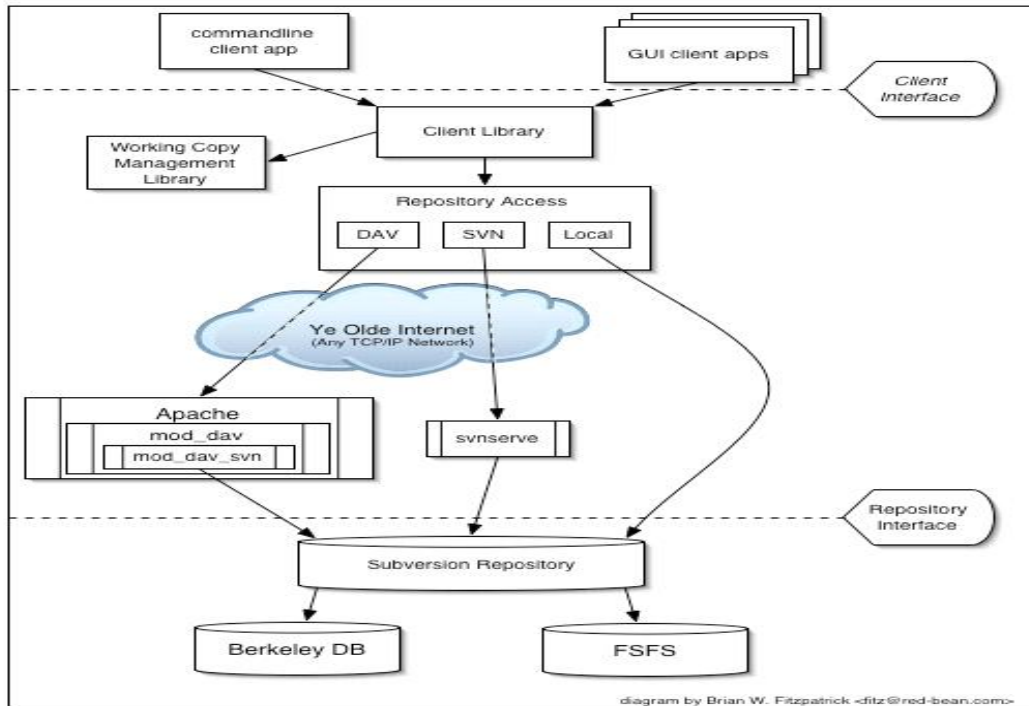 commandline
client app
GUI client apps
Client
Interface
Client Library
Working Copy
Management
Library
Repository Access
DAV
SVN
Local
Ye Olde Internet
(Any TCP/IP Network)
Apache
mod_dav
mod_dav_svn
svnserve
Repository
Interface
Subversion Repository
Berkeley DB
FSFS
diagram by Brian W. Fitzpatrick <fitz@red-bean.com>